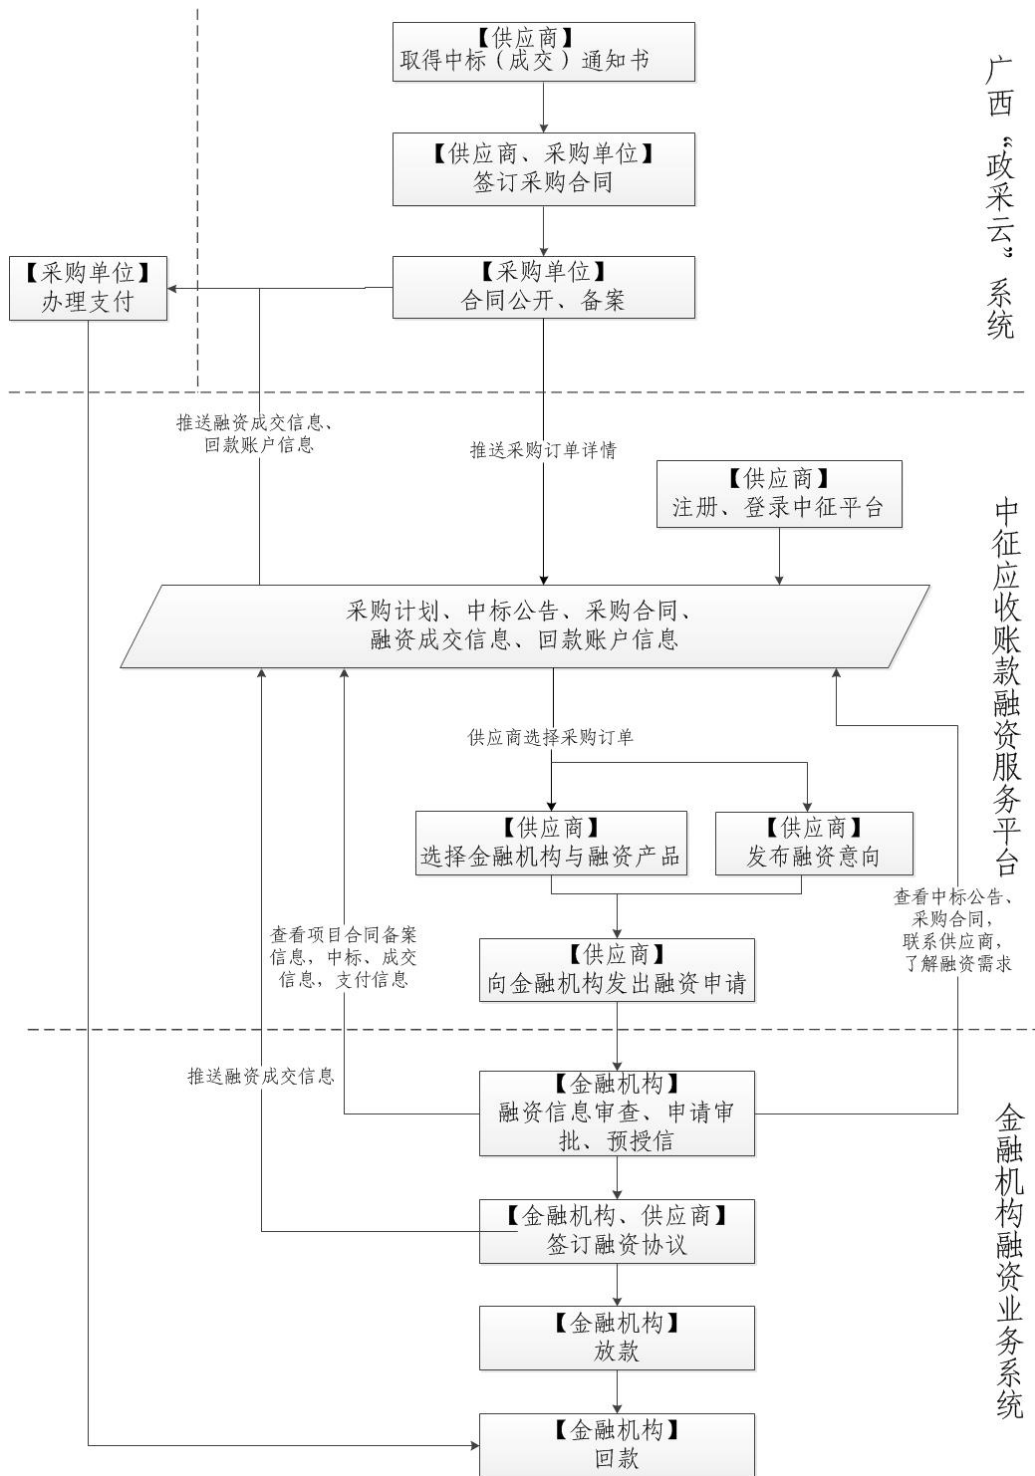 【供应商】
取得中标（成交）通知书
【供应商、采购单位】
签订采购合同
广西“政采云”系统
【采购单位】
办理支付
【采购单位】
合同公开、备案
推送融资成交信息、
回款账户信息
推送采购订单详情
【供应商】
注册、登录中征平台
中征应收账款融资服务平台
采购计划、中标公告、采购合同、
融资成交信息、回款账户信息
供应商选择采购订单
【供应商】
选择金融机构与融资产品
【供应商】
发布融资意向
查看项目合同备案
信息，中标、成交
信息，支付信息
查看中标公告、
采购合同，
联系供应商，
了解融资需求
【供应商】
向金融机构发出融资申请
推送融资成交信息
【金融机构】
融资信息审查、申请审
批、预授信
金融机构融资业务系统
【金融机构、供应商】
签订融资协议
【金融机构】
放款
【金融机构】
回款